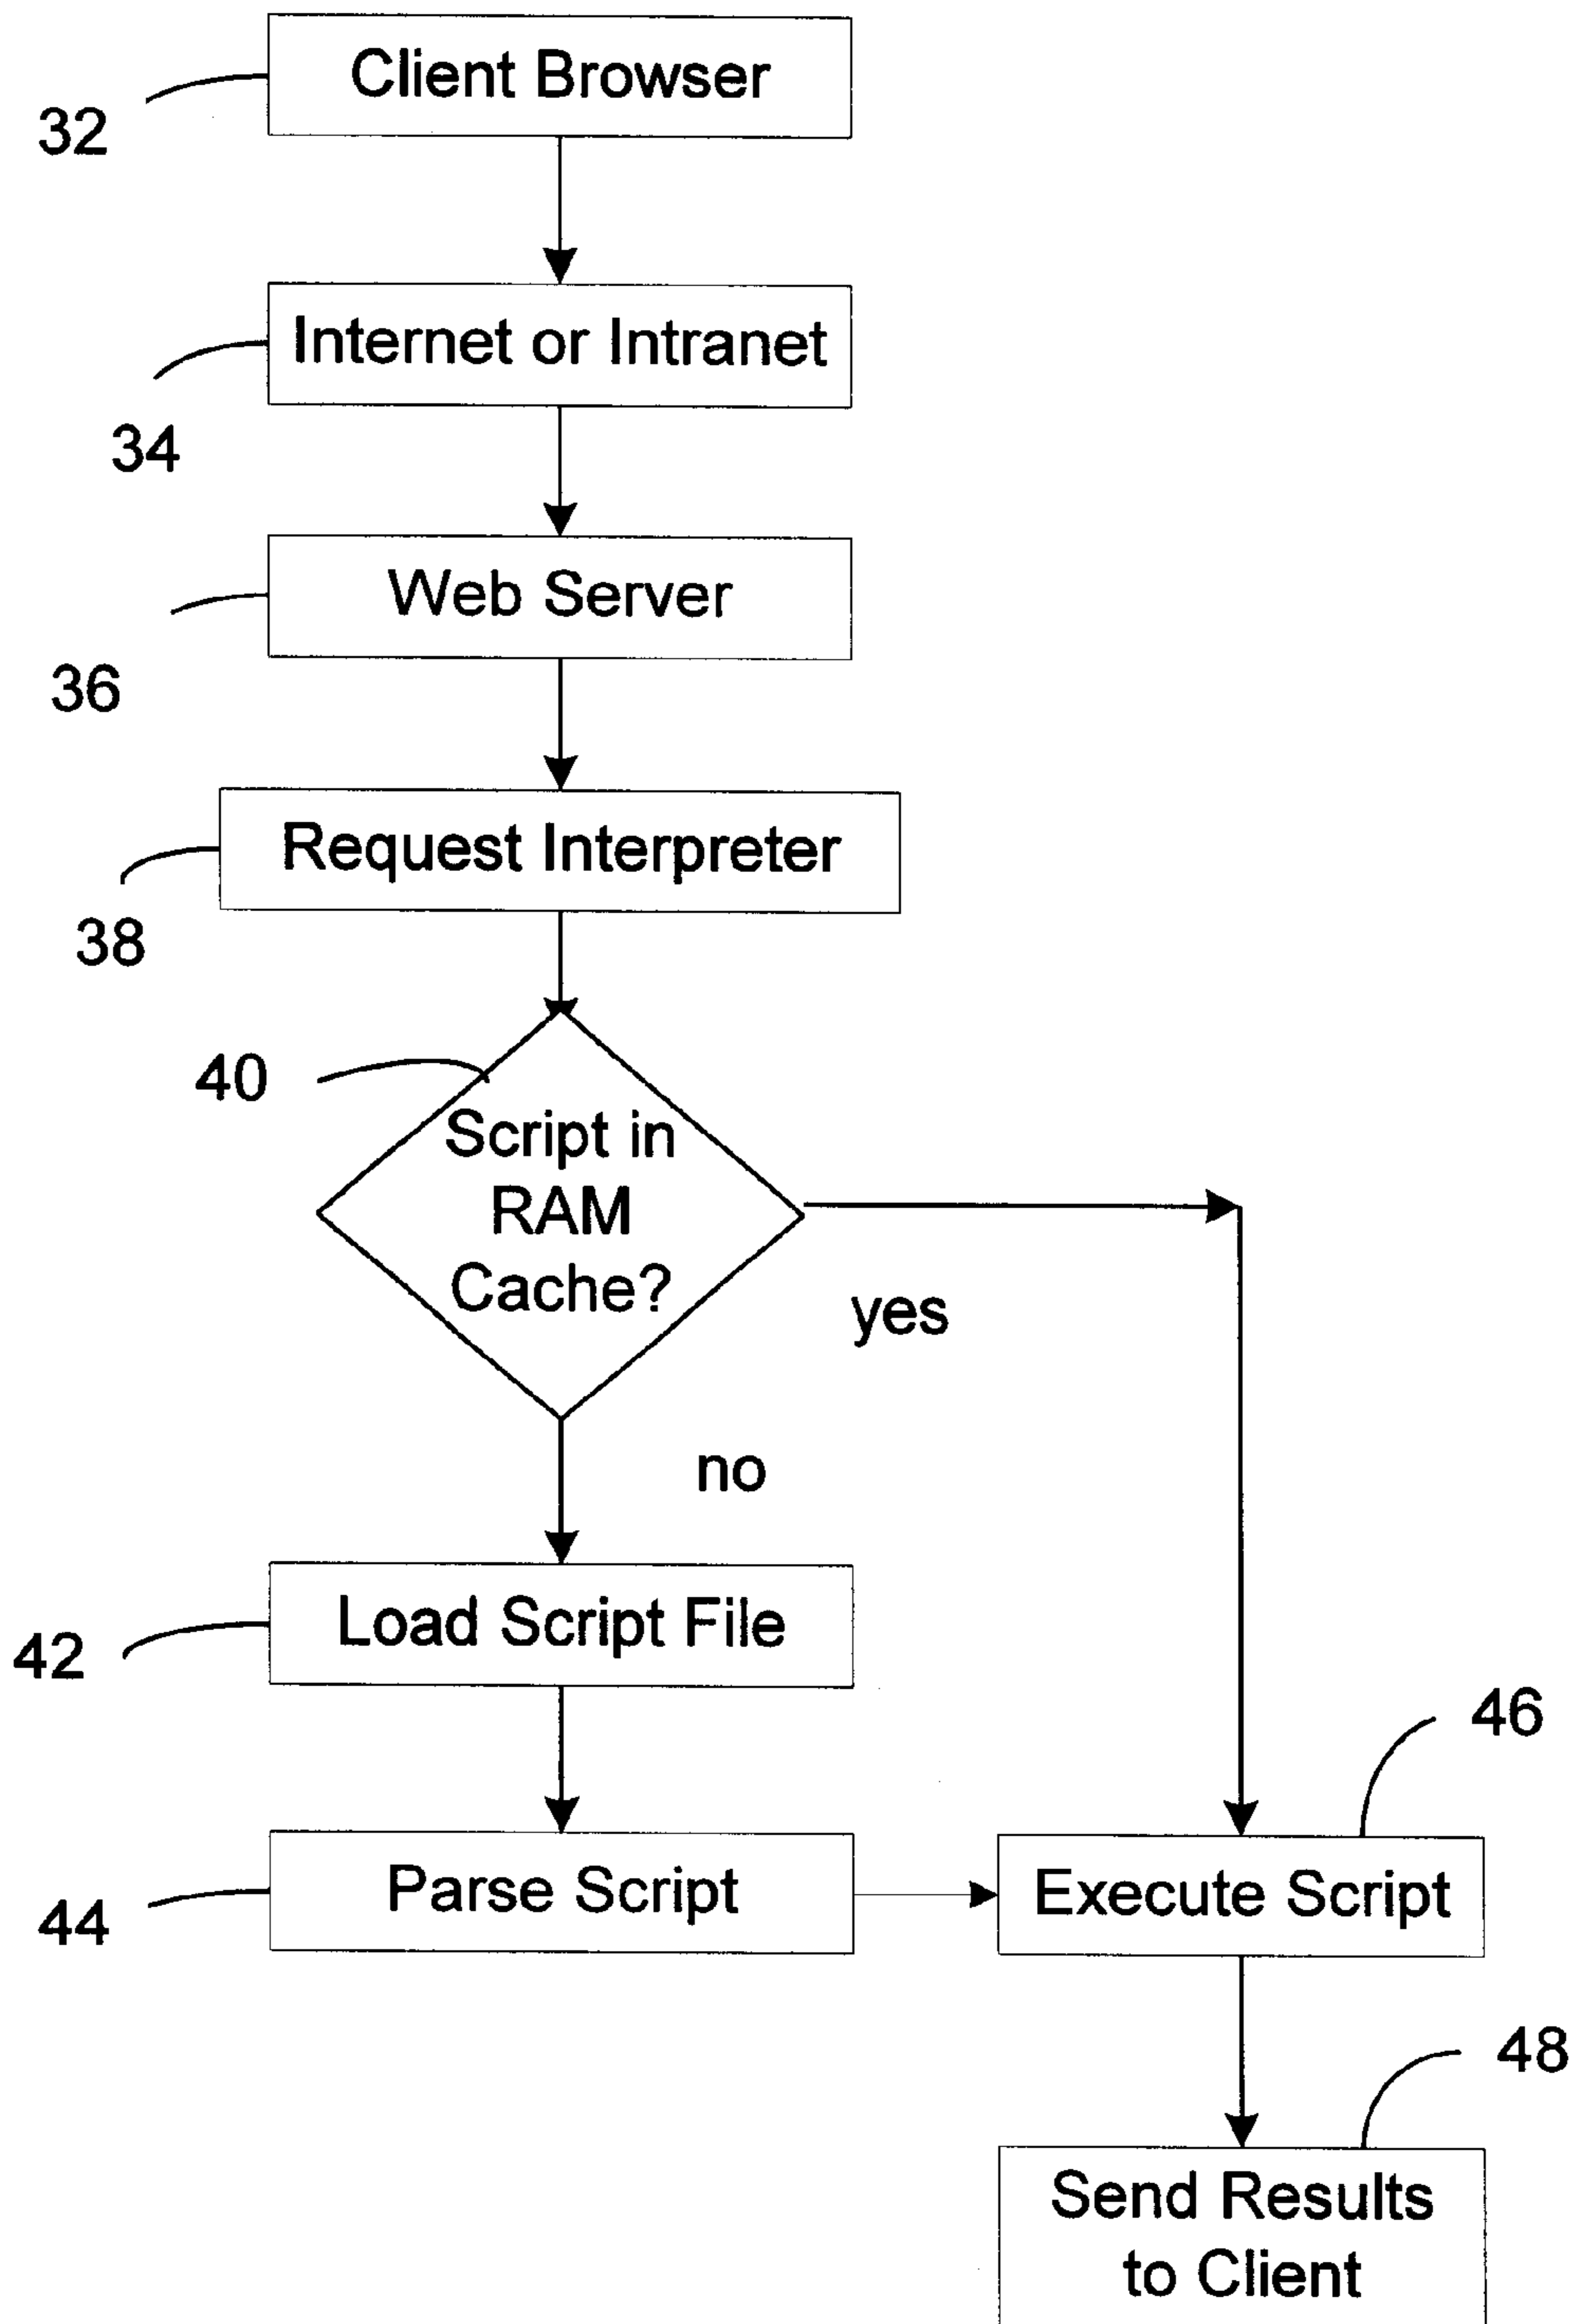 Client Browser
32
Internet or Intranet
34
Web Server
36
Request Interpreter
38
40
Script in
RAM
Cache?
yes
no
Load Script File
42
46
Parse Script
44
Execute Script
48
Send Results
to Client